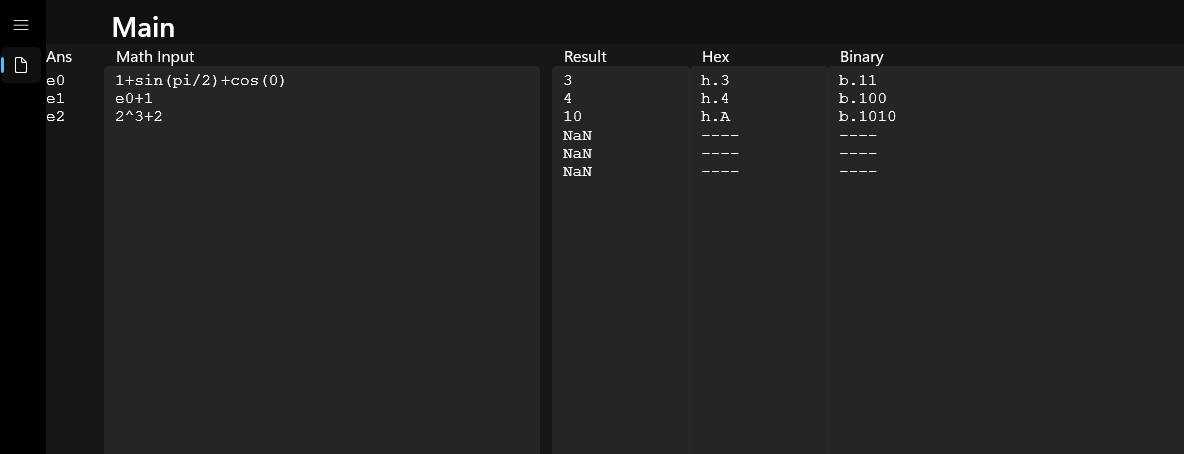 Main
Ans Math Input Result Hex Binary
e0 1+sin(pi/2)+cos(0) 3 h.3 b.11
e1 e0+1 4 h.4 b.100
e2 2^3+2 10 h.A b.1010
NaN ---- ----
NaN ---- ----
NaN ---- ----